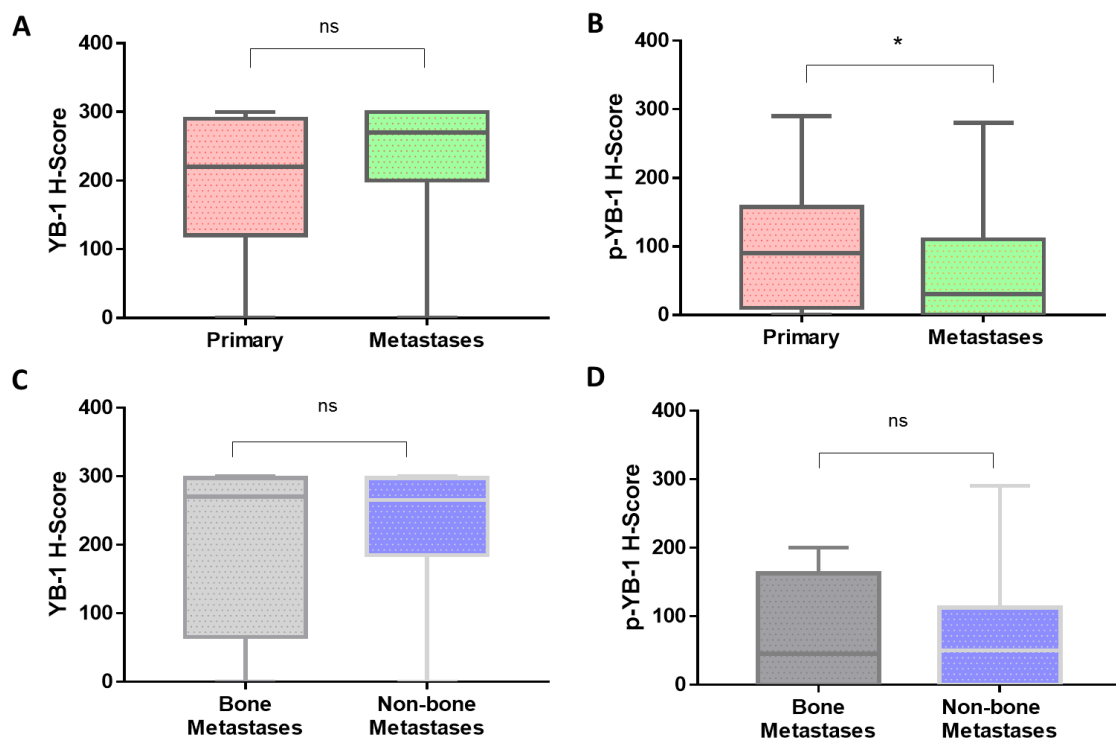 A
ns
400
300
200
100
0
YB-1 H-Score
Primary
Metastases
B
*
400
300
200
100
0
p-YB-1 H-Score
Primary
Metastases
C
ns
400
300
200
100
0
YB-1 H-Score
Bone
Metastases
Non-bone
Metastases
D
ns
400
300
200
100
0
p-YB-1 H-Score
Bone
Metastases
Non-bone
Metastases